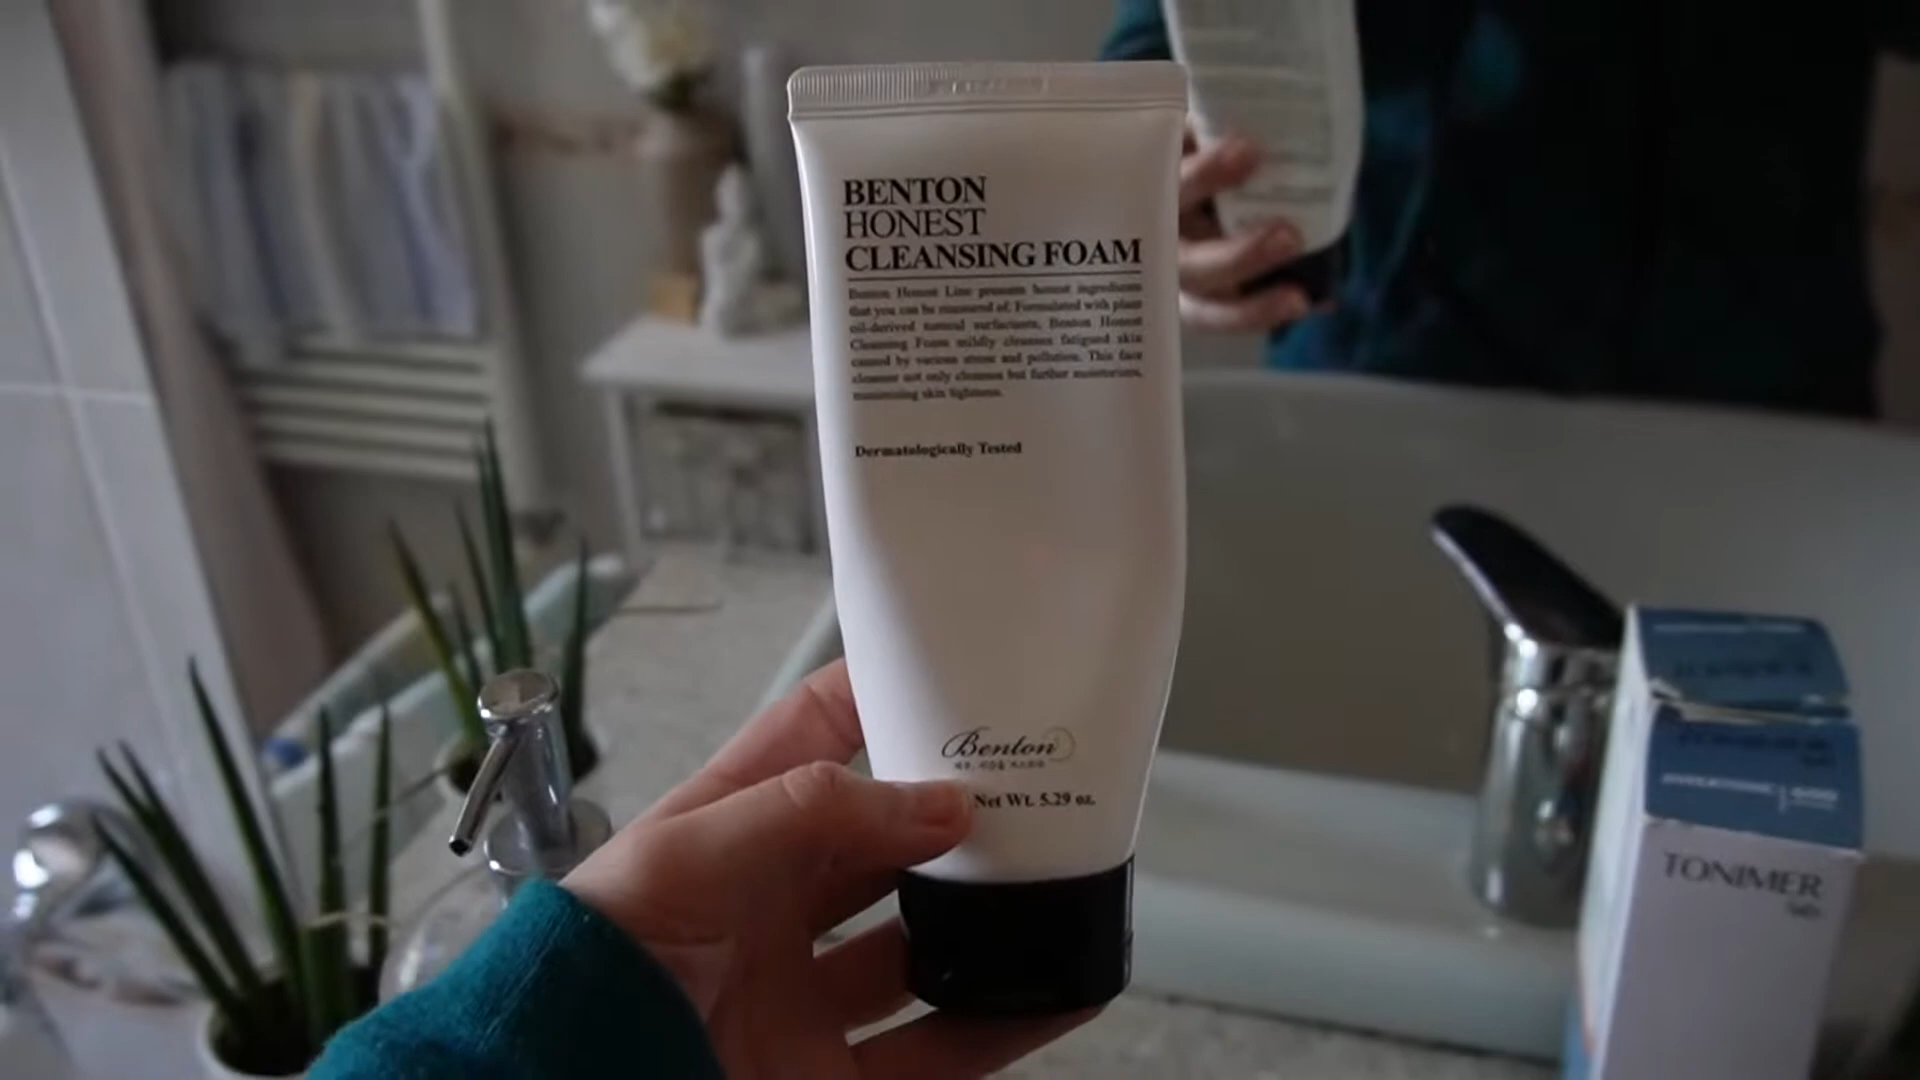 BENTON
HONEST
CLEANSING FOAM
Benton Honest Line presents honest ingredients
that you can be reassured of. Formulated with plant
oil-derived natural surfactants, Benton Honest
Cleansing Foam mildly cleanses fatigued skin
caused by various stress and pollution. This face
cleanser not only cleanses but further moisturizes,
minimizing skin tightness.
Dermatologically Tested
Benton
Net Wt. 5.29 oz.
TONIMER